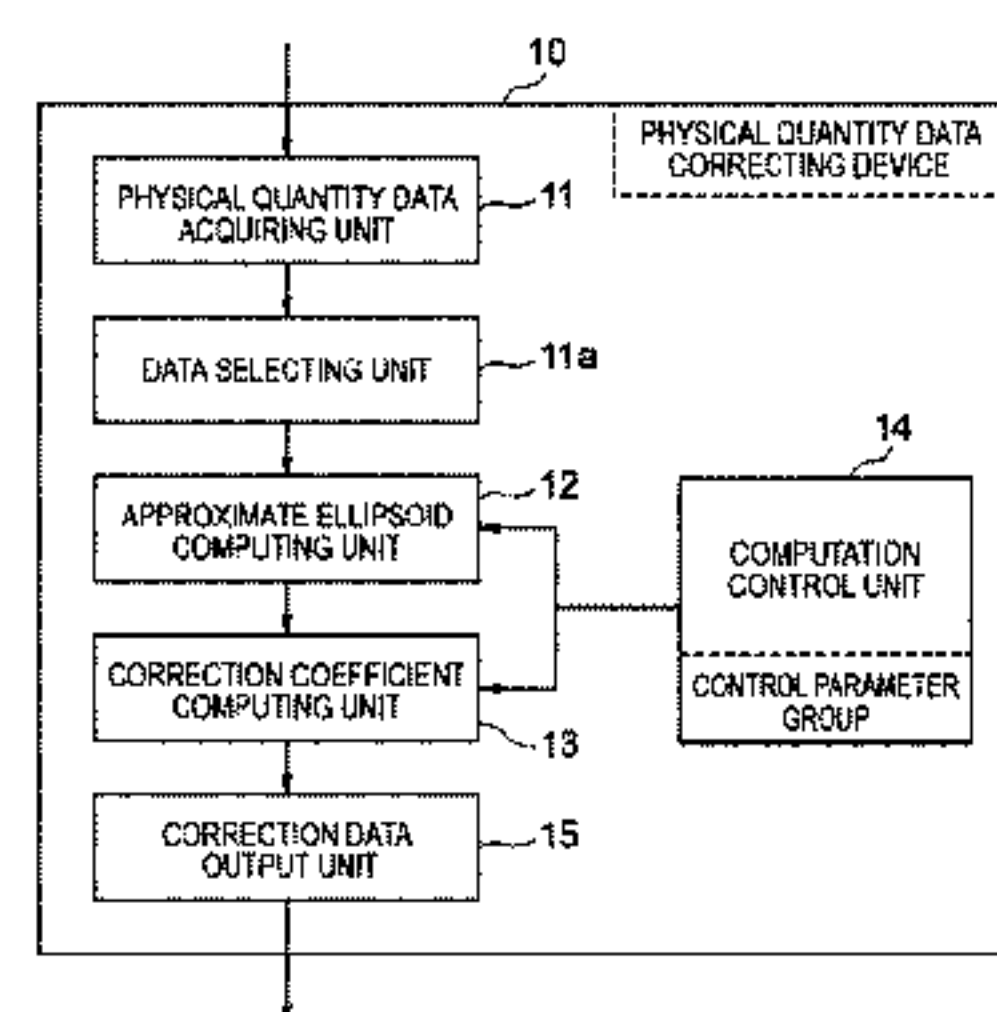 10
PHYSICAL QUANTITY DATA
CORRECTING DEVICE
PHYSICAL QUANTITY DATA
ACQUIRING UNIT
11
DATA SELECTING UNIT
11a
14
12
APPROXIMATE ELLIPSOID
COMPUTING UNIT
COMPUTATION
CONTROL UNIT
CORRECTION COEFFICIENT
COMPUTING UNIT
13
CONTROL PARAMETER
GROUP
CORRECTION DATA
OUTPUT UNIT
15